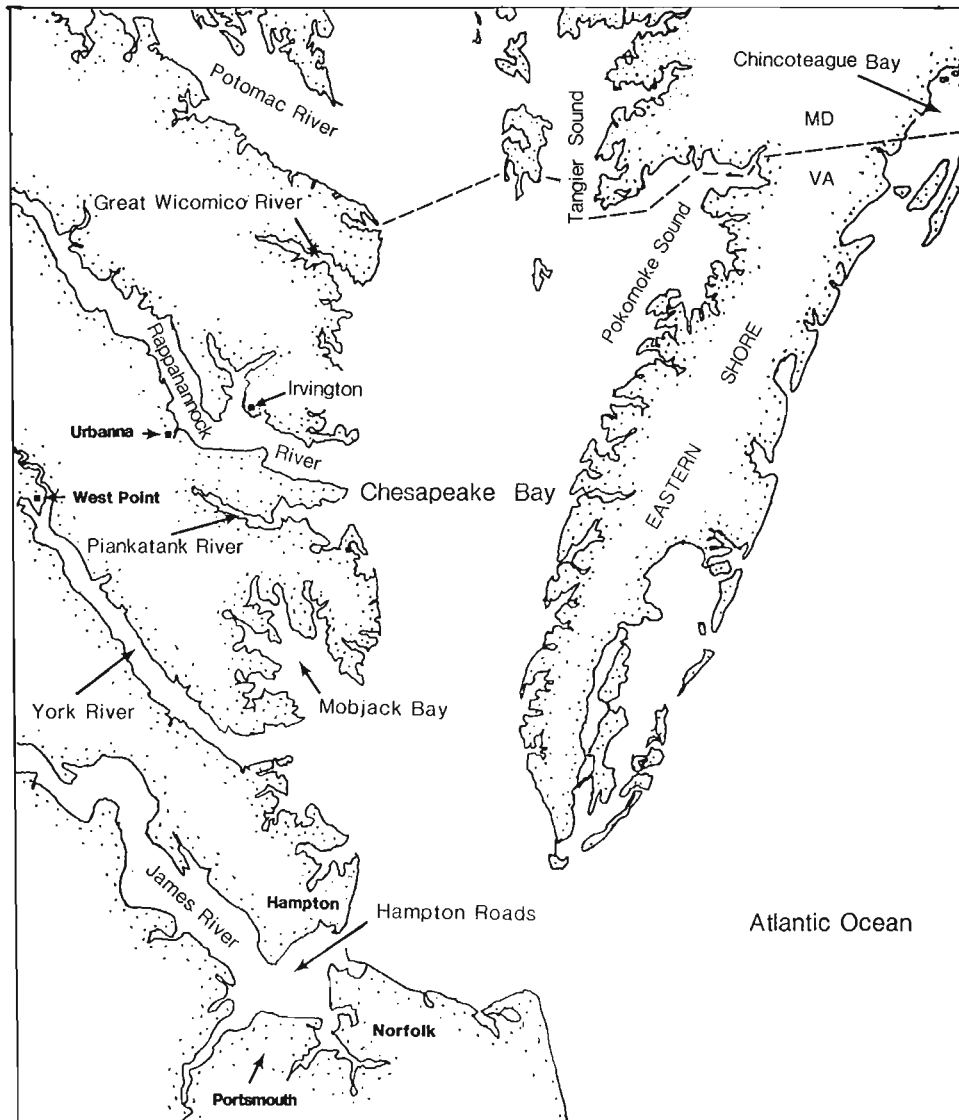 Potomac River
Tangier Sound
Chincoteague Bay
MD
VA
Great Wicomico River
Pokomoke Sound
Rappahannock
River
Irvington
Urbanna
EASTERN
SHORE
West Point
Chesapeake Bay
Piankatank River
York River
Mobjack Bay
James River
Hampton
Hampton Roads
Atlantic Ocean
Norfolk
Portsmouth